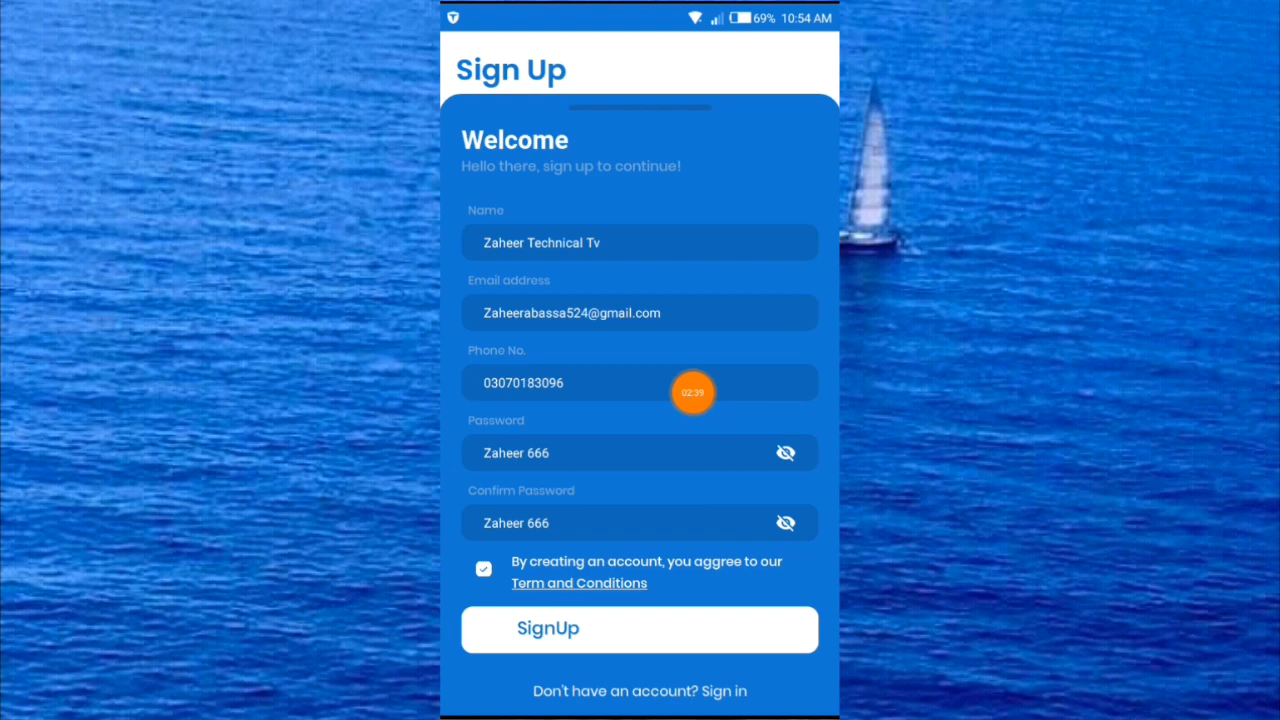 69% 10:54 AM
Sign Up
Welcome
Hello there, sign up to continue!
Name
Zaheer Technical Tv
Email address
Zaheerabassa524@gmail.com
Phone No.
03070183096
02:39
Password
Zaheer 666
Confirm Password
Zaheer 666
By creating an account, you aggree to our
Term and Conditions
SignUp
Don't have an account? Sign in